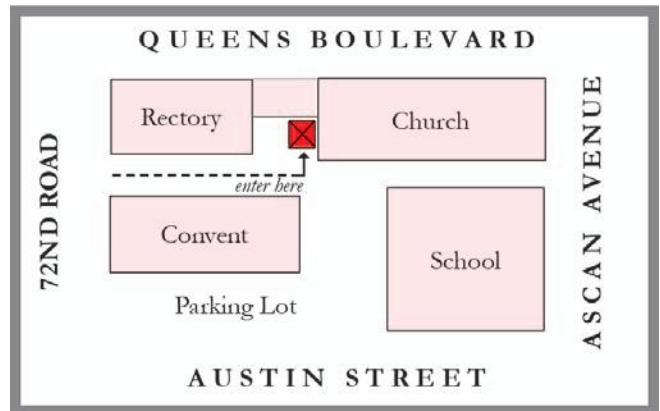 QUEENS BOULEVARD
Rectory
Church
enter here
72ND ROAD
ASCAN AVENUE
Convent
School
Parking Lot
AUSTIN STREET